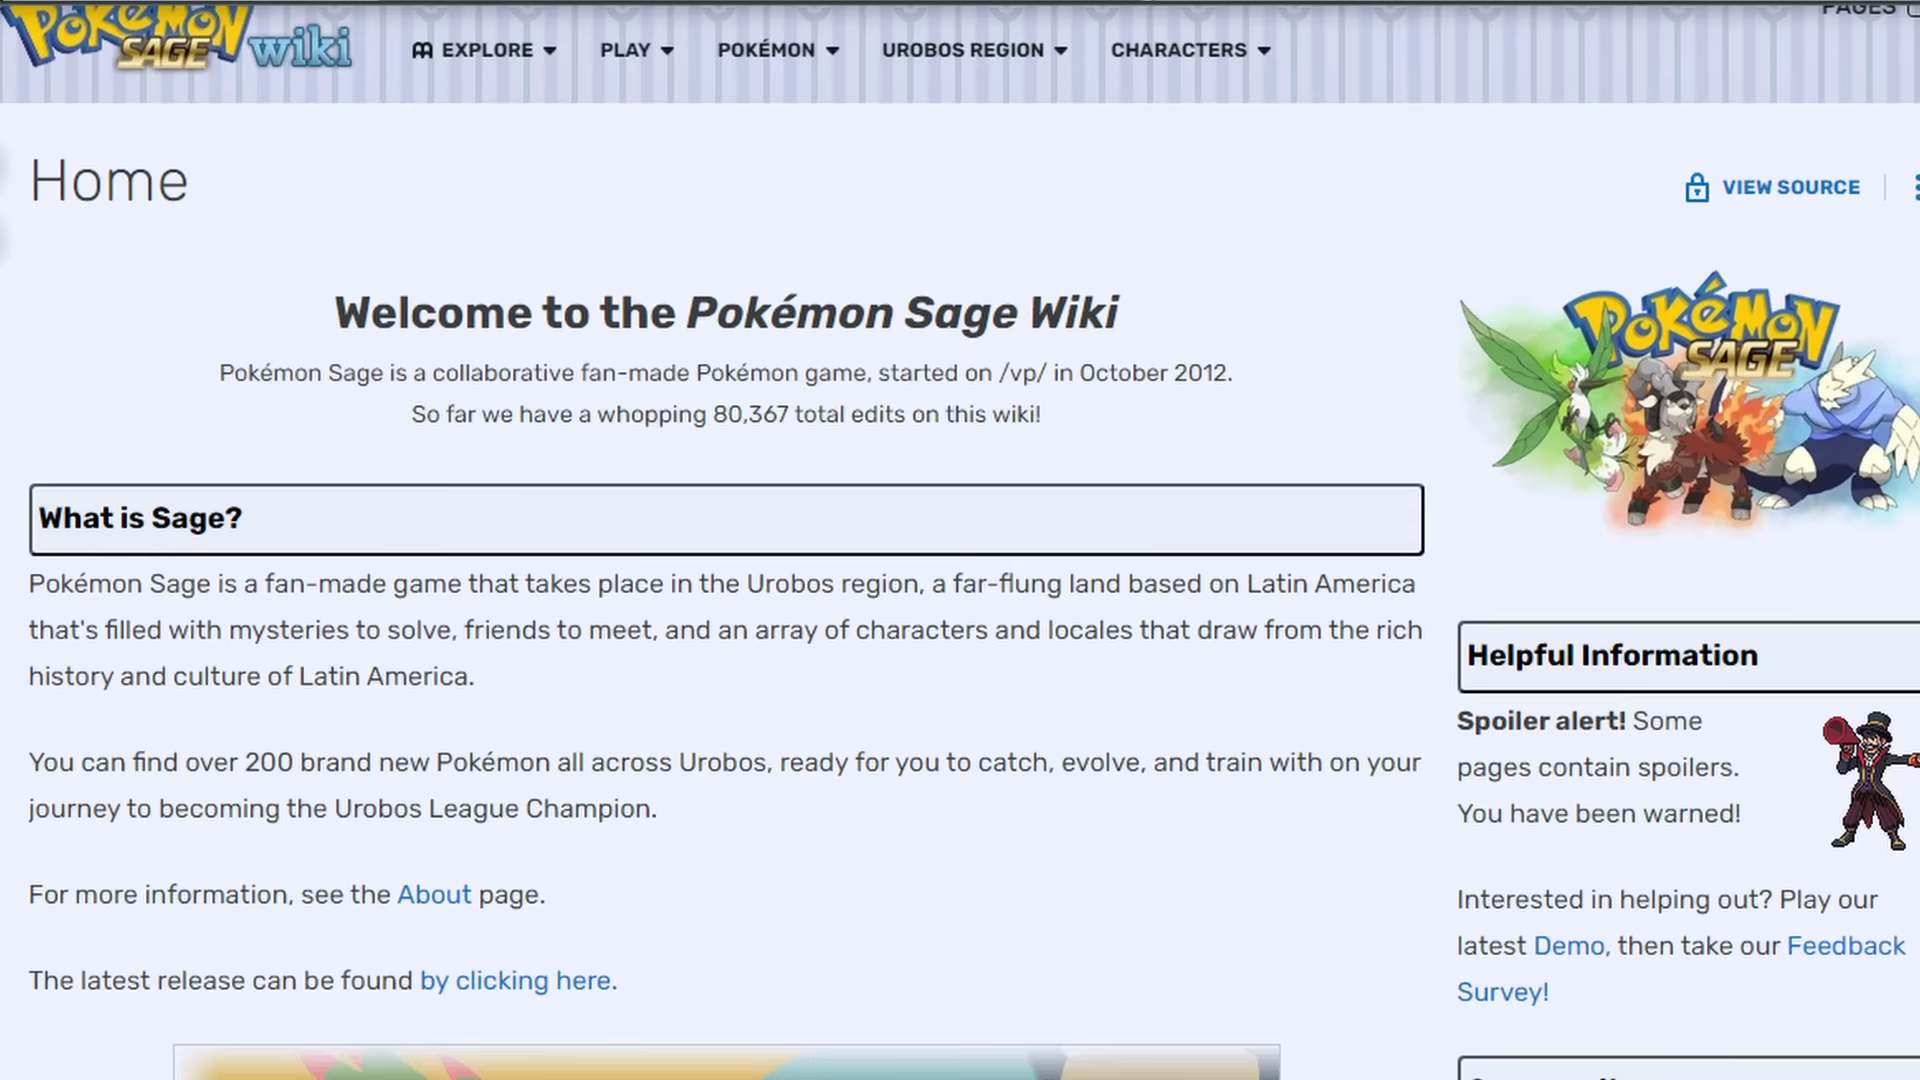 POKÉMON
SAGE wiki
EXPLORE
PLAY
POKÉMON
UROBOS REGION
CHARACTERS
PAGES
Home
VIEW SOURCE
Welcome to the Pokémon Sage Wiki
Pokémon Sage is a collaborative fan-made Pokémon game, started on /vp/ in October 2012.
So far we have a whopping 80,367 total edits on this wiki!
POKÉMON
SAGE
What is Sage?
Pokémon Sage is a fan-made game that takes place in the Urobos region, a far-flung land based on Latin America
that's filled with mysteries to solve, friends to meet, and an array of characters and locales that draw from the rich
history and culture of Latin America.
You can find over 200 brand new Pokémon all across Urobos, ready for you to catch, evolve, and train with on your
journey to becoming the Urobos League Champion.
For more information, see the About page.
The latest release can be found by clicking here.
Helpful Information
Spoiler alert! Some
pages contain spoilers.
You have been warned!
Interested in helping out? Play our
latest Demo, then take our Feedback
Survey!